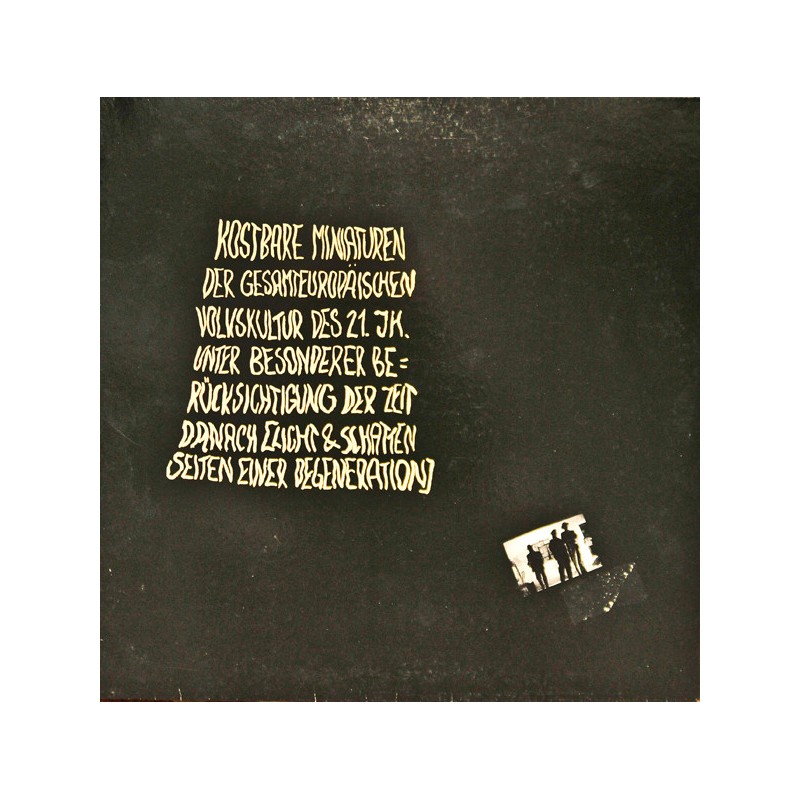 KOSTBARE MINIATUREN
DER GESAMTEUROPÄISCHEN
VOLKSKULTUR DES 21. JH.
UNTER BESONDERER BE=
RÜCKSICHTIGUNG DER ZEIT
DANACH [LICHT & SCHATTEN
SEITEN EINER DEGENERATION]